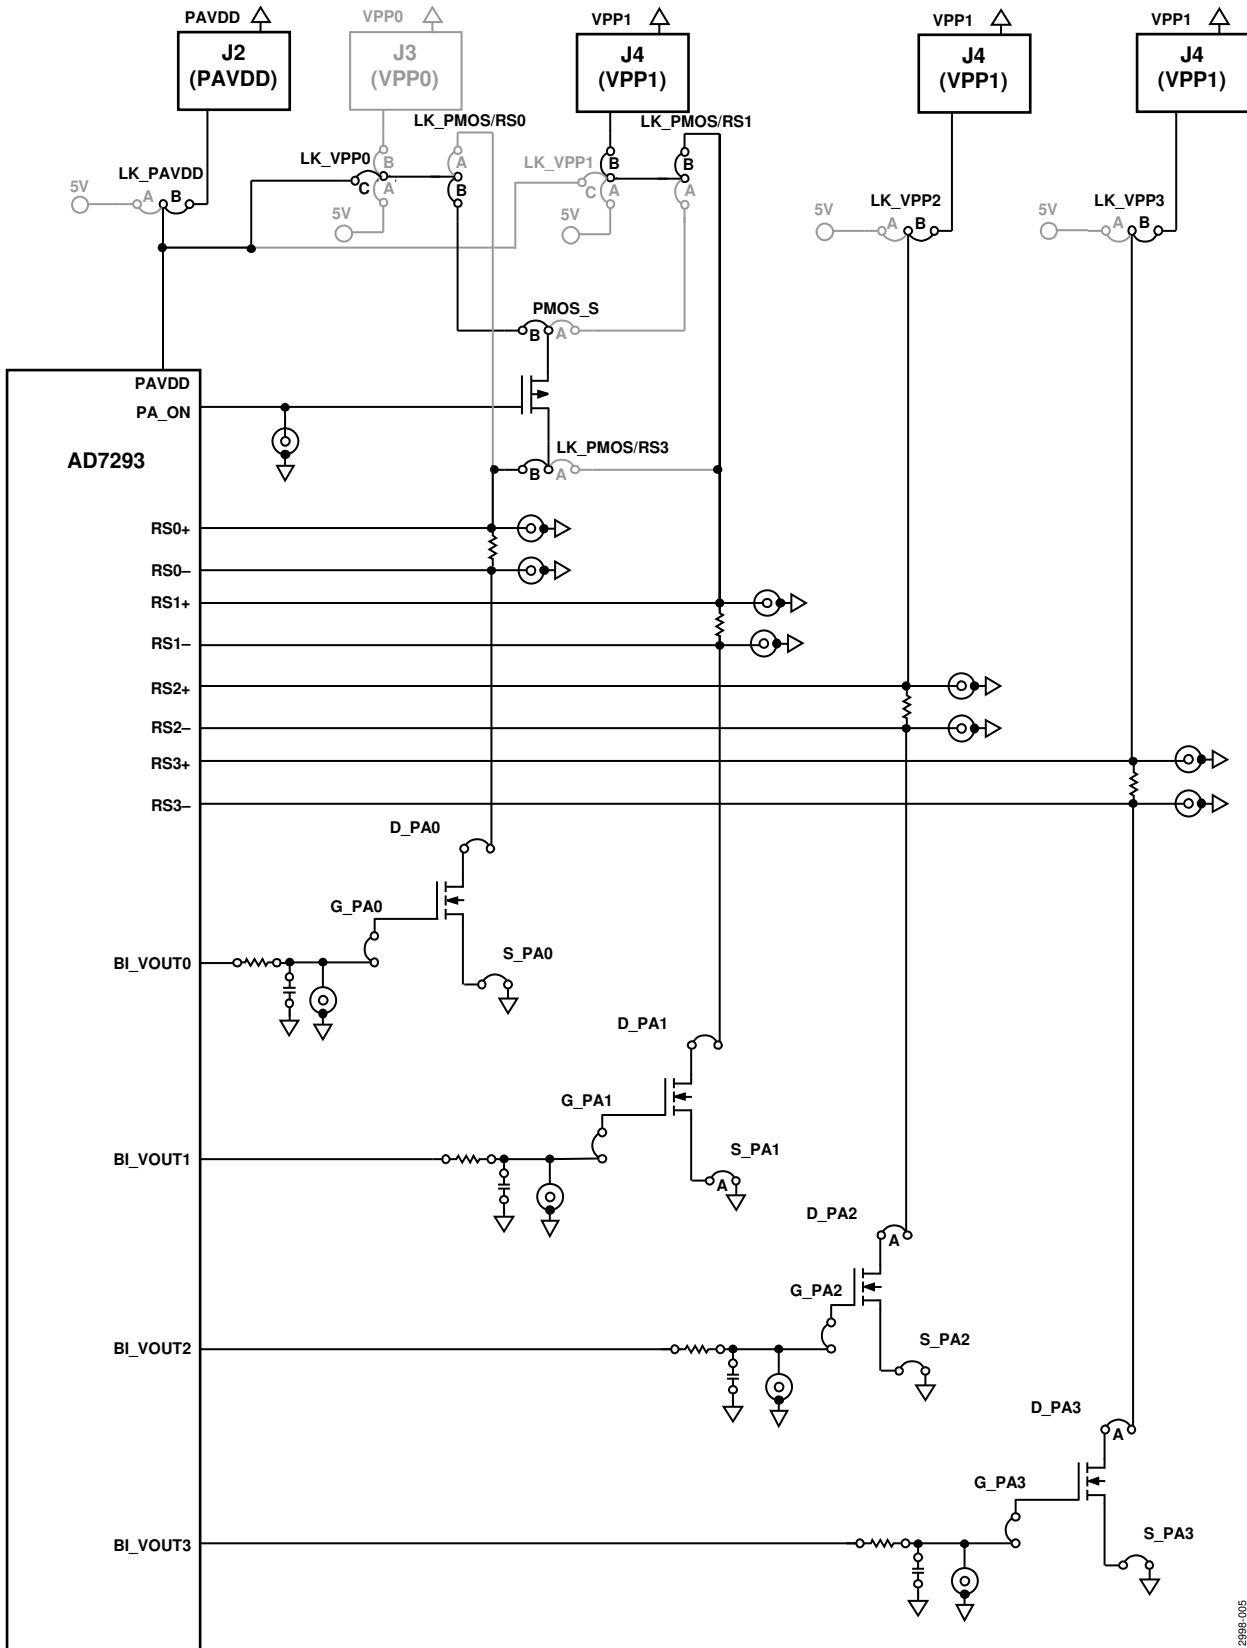 PAVDD
VPP0
VPP1
VPP1
VPP1
J2
(PAVDD)
J3
(VPP0)
J4
(VPP1)
J4
(VPP1)
J4
(VPP1)
LK_PMOS/RS0
LK_PMOS/RS1
LK_PAVDD
LK_VPP0
LK_VPP1
B
A
B
B
5V
A
B
C
A
B
C
A
A
5V
5V
LK_VPP2
LK_VPP3
5V
A
B
5V
A
B
PMOS_S
B
A
PAVDD
PA_ON
AD7293
LK_PMOS/RS3
B
A
RS0+
RS0–
RS1+
RS1–
RS2+
RS2–
RS3+
RS3–
D_PA0
G_PA0
S_PA0
BI_VOUT0
D_PA1
G_PA1
S_PA1
A
BI_VOUT1
D_PA2
A
G_PA2
S_PA2
BI_VOUT2
D_PA3
A
G_PA3
S_PA3
BI_VOUT3
2998-005